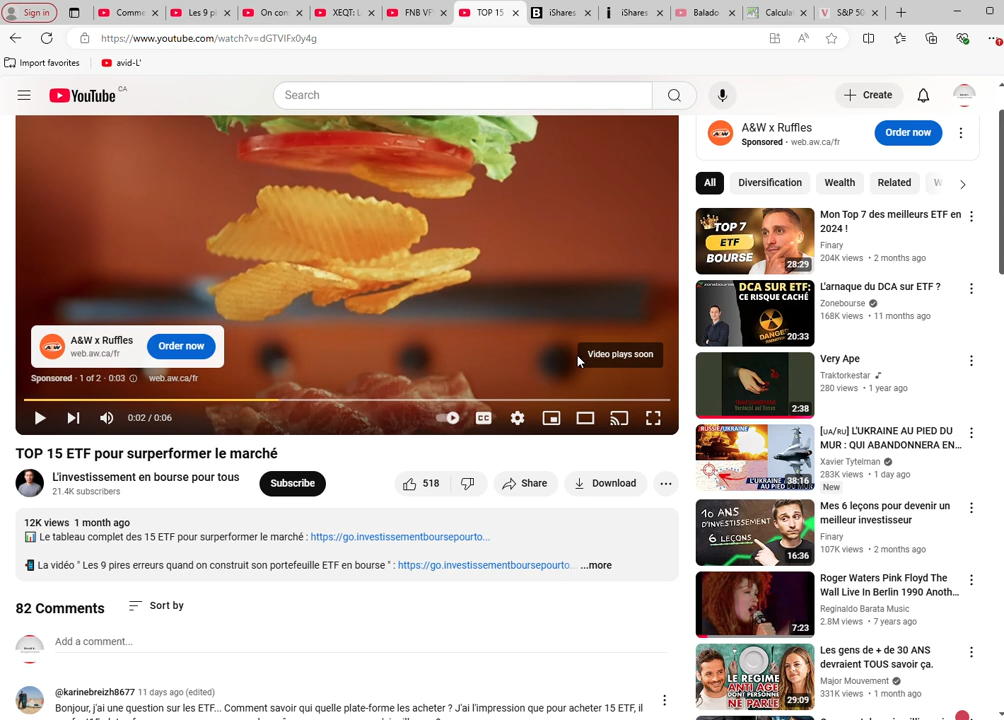 Sign in
Comme
Les 9 pi
On cons
XEQT: L
FNB VF
TOP 15
iShares
iShares
Balado
Calcula
S&P 50
https://www.youtube.com/watch?v=dGTVIFx0y4g
Import favorites
avid-L'
YouTube CA
Search
Create
A&W x Ruffles
Sponsored · web.aw.ca/fr
Order now
All
Diversification
Wealth
Related
W
A&W x Ruffles
web.aw.ca/fr
Order now
Video plays soon
Sponsored · 1 of 2 · 0:03
web.aw.ca/fr
0:02 / 0:06
CC
TOP 15 ETF pour surperformer le marché
L'investissement en bourse pour tous
21.4K subscribers
Subscribe
518
Share
Download
12K views 1 month ago
Le tableau complet des 15 ETF pour surperformer le marché : https://go.investissementboursepourto...
La vidéo " Les 9 pires erreurs quand on construit son portefeuille ETF en bourse " : https://go.investissementboursepourto... ...more
82 Comments
Sort by
Add a comment...
@karinebreizh8677 11 days ago (edited)
Bonjour, j'ai une question sur les ETF... Comment savoir qui quelle plate-forme les acheter ? J'ai l'impression que pour acheter 15 ETF, il
TOP 7
ETF
BOURSE
28:29
Mon Top 7 des meilleurs ETF en
2024 !
Finary
204K views • 2 months ago
zonebourse
DCA SUR ETF:
CE RISQUE CACHÉ
DANGER
20:33
L'arnaque du DCA sur ETF ?
Zonebourse
168K views • 11 months ago
2:38
Very Ape
Traktorkestar
280 views • 1 year ago
RUSSIE/UKRAINE
38:16
[UA/RU] L'UKRAINE AU PIED DU
MUR : QUI ABANDONNERA EN...
Xavier Tytelman
283K views • 1 day ago
New
10 ANS
D'INVESTISSEMENT
6 LEÇONS
16:36
Mes 6 leçons pour devenir un
meilleur investisseur
Finary
107K views • 2 months ago
7:23
Roger Waters Pink Floyd The
Wall Live In Berlin 1990 Anoth...
Reginaldo Barata Music
2.8M views • 7 years ago
LE REGIME
ANTI AGE
DONT PERSONNE
NE PARLE
29:09
Les gens de + de 30 ANS
devraient TOUS savoir ça.
Major Mouvement
331K views • 1 month ago